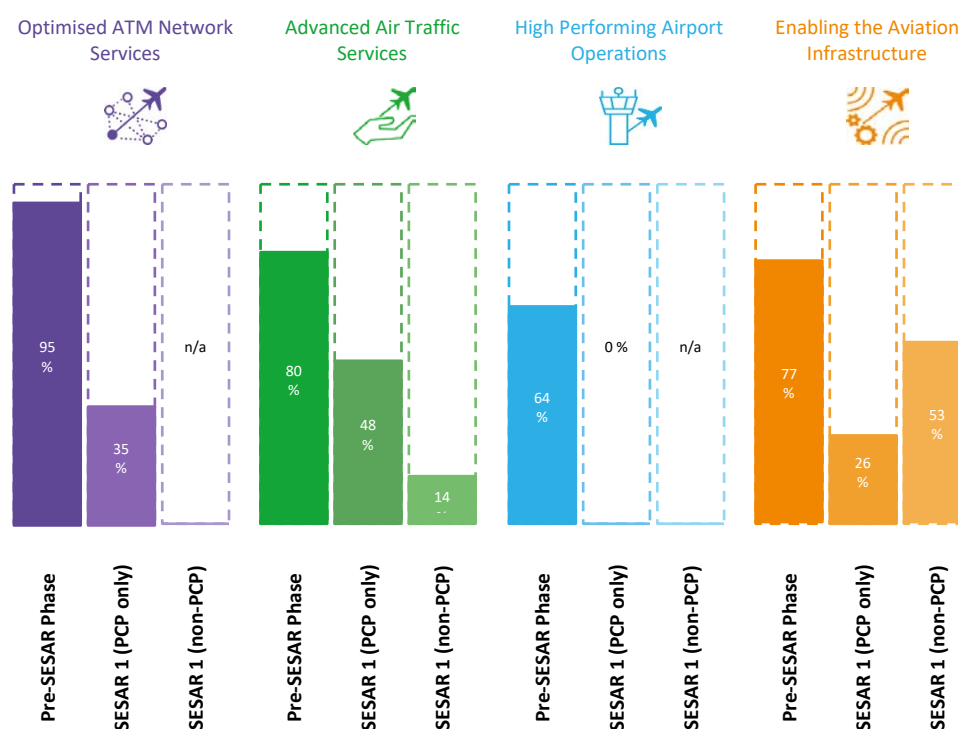 Optimised ATM Network
Services
Advanced Air Traffic
Services
High Performing Airport
Operations
Enabling the Aviation
Infrastructure
95
%
35
%
n/a
80
%
48
%
14
64
%
0 %
n/a
77
%
26
%
53
%
Pre-SESAR Phase
SESAR 1 (PCP only)
SESAR 1 (non-PCP)
Pre-SESAR Phase
SESAR 1 (PCP only)
SESAR 1 (non-PCP)
Pre-SESAR Phase
SESAR 1 (PCP only)
SESAR 1 (non-PCP)
Pre-SESAR Phase
SESAR 1 (PCP only)
SESAR 1 (non-PCP)